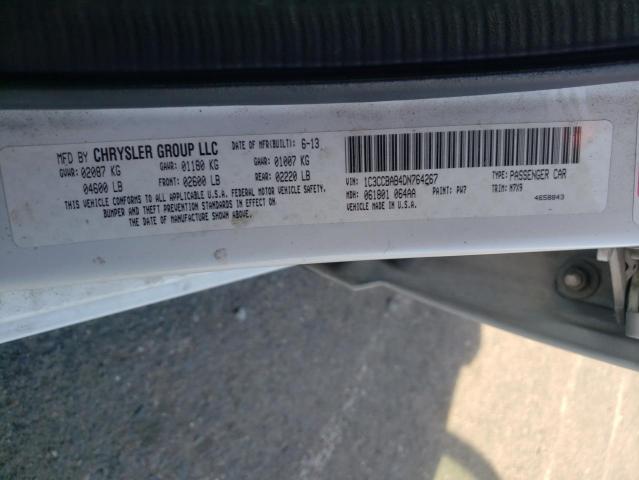 MFD BY CHRYSLER GROUP LLC DATE OF MFR(BUILT): 6-13
GVWR: 02087 KG GAWR: 01180 KG GAWR: 01007 KG
04600 LB FRONT: 02600 LB REAR: 02220 LB
THIS VEHICLE CONFORMS TO ALL APPLICABLE U.S.A. FEDERAL MOTOR VEHICLE SAFETY,
BUMPER AND THEFT PREVENTION STANDARDS IN EFFECT ON
THE DATE OF MANUFACTURE SHOWN ABOVE.
VIN: 1C3CCBAB4DN764267 TYPE: PASSENGER CAR
MDH: 061801 064AA PAINT: PW7 TRIM: M7X9
VEHICLE MADE IN U.S.A. 4658843